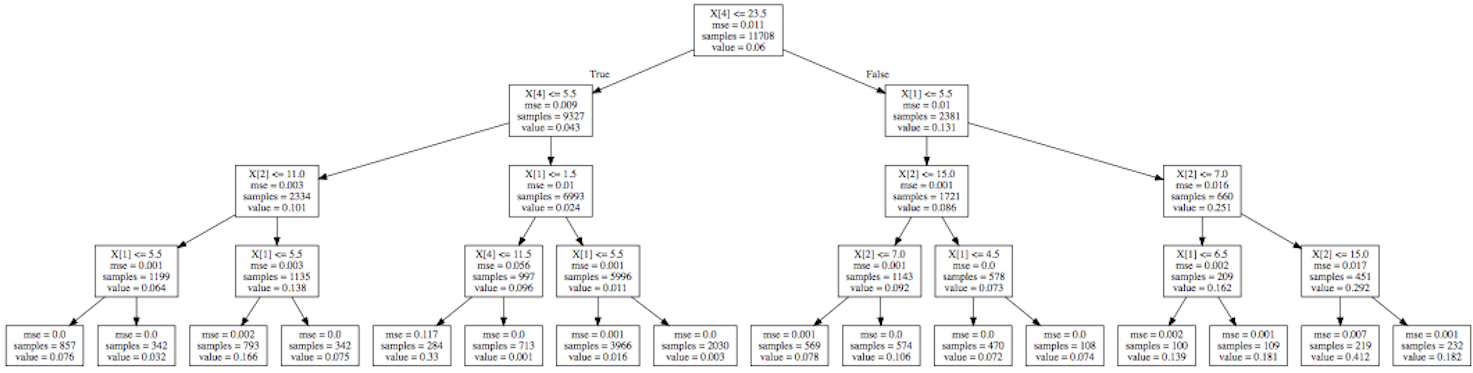 X[4] <= 23.5
mse = 0.011
samples = 11708
value = 0.06
True
False
X[4] <= 5.5
mse = 0.009
samples = 9327
value = 0.043
X[1] <= 5.5
mse = 0.01
samples = 2381
value = 0.131
X[2] <= 11.0
mse = 0.003
samples = 2334
value = 0.101
X[1] <= 1.5
mse = 0.01
samples = 6993
value = 0.024
X[2] <= 15.0
mse = 0.001
samples = 1721
value = 0.086
X[2] <= 7.0
mse = 0.016
samples = 660
value = 0.251
X[1] <= 5.5
mse = 0.001
samples = 1199
value = 0.064
X[1] <= 5.5
mse = 0.003
samples = 1135
value = 0.138
X[4] <= 11.5
mse = 0.056
samples = 997
value = 0.096
X[1] <= 5.5
mse = 0.001
samples = 5996
value = 0.011
X[2] <= 7.0
mse = 0.001
samples = 1143
value = 0.092
X[1] <= 4.5
mse = 0.0
samples = 578
value = 0.073
X[1] <= 6.5
mse = 0.002
samples = 209
value = 0.162
X[2] <= 15.0
mse = 0.017
samples = 451
value = 0.292
mse = 0.0
samples = 857
value = 0.076
mse = 0.0
samples = 342
value = 0.032
mse = 0.002
samples = 793
value = 0.166
mse = 0.0
samples = 342
value = 0.075
mse = 0.117
samples = 284
value = 0.33
mse = 0.0
samples = 713
value = 0.001
mse = 0.001
samples = 3966
value = 0.016
mse = 0.0
samples = 2030
value = 0.003
mse = 0.001
samples = 569
value = 0.078
mse = 0.0
samples = 574
value = 0.106
mse = 0.0
samples = 470
value = 0.072
mse = 0.0
samples = 108
value = 0.074
mse = 0.002
samples = 100
value = 0.139
mse = 0.001
samples = 109
value = 0.181
mse = 0.007
samples = 219
value = 0.412
mse = 0.001
samples = 232
value = 0.182